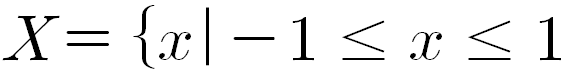 X = {x | − 1 ≤ x ≤ 1